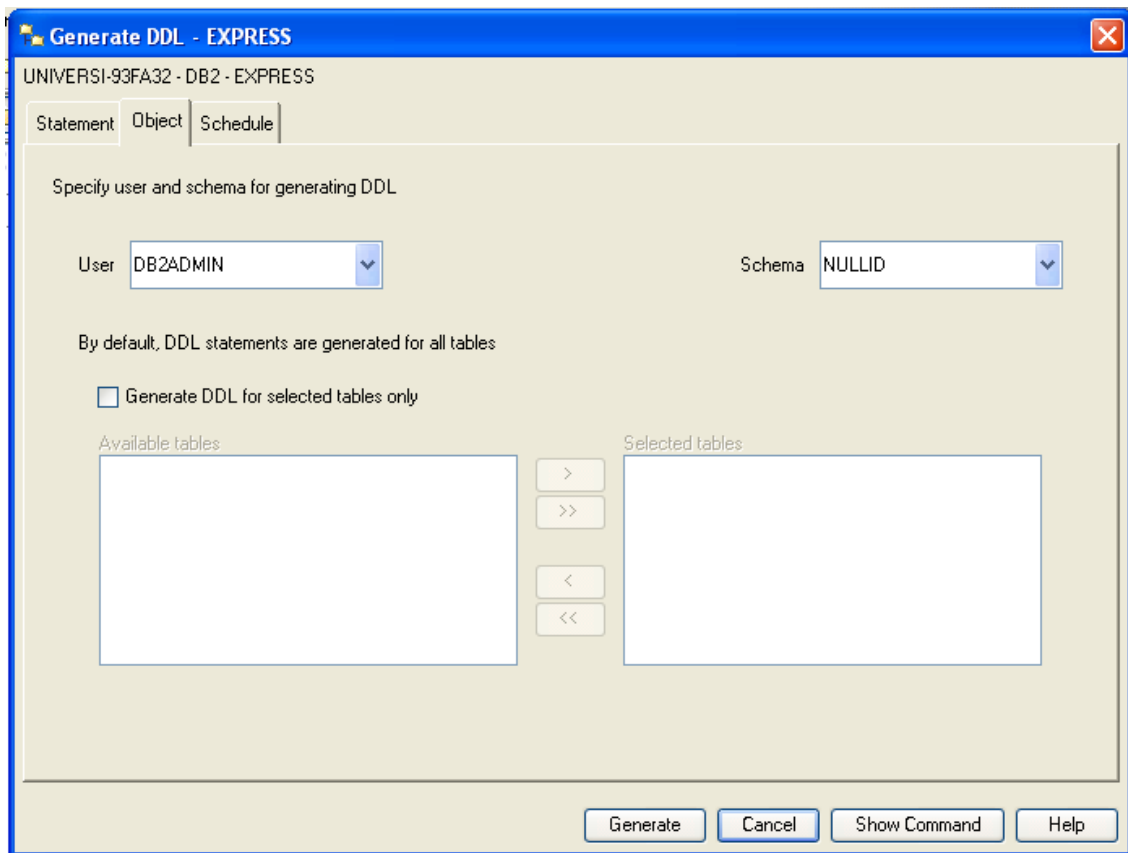 Generate DDL - EXPRESS
UNIVERSI-93FA32 - DB2 - EXPRESS
Statement Object Schedule
Specify user and schema for generating DDL
User DB2ADMIN Schema NULLID
By default, DDL statements are generated for all tables
Generate DDL for selected tables only
Available tables Selected tables
>
>>
<
<<
Generate Cancel Show Command Help